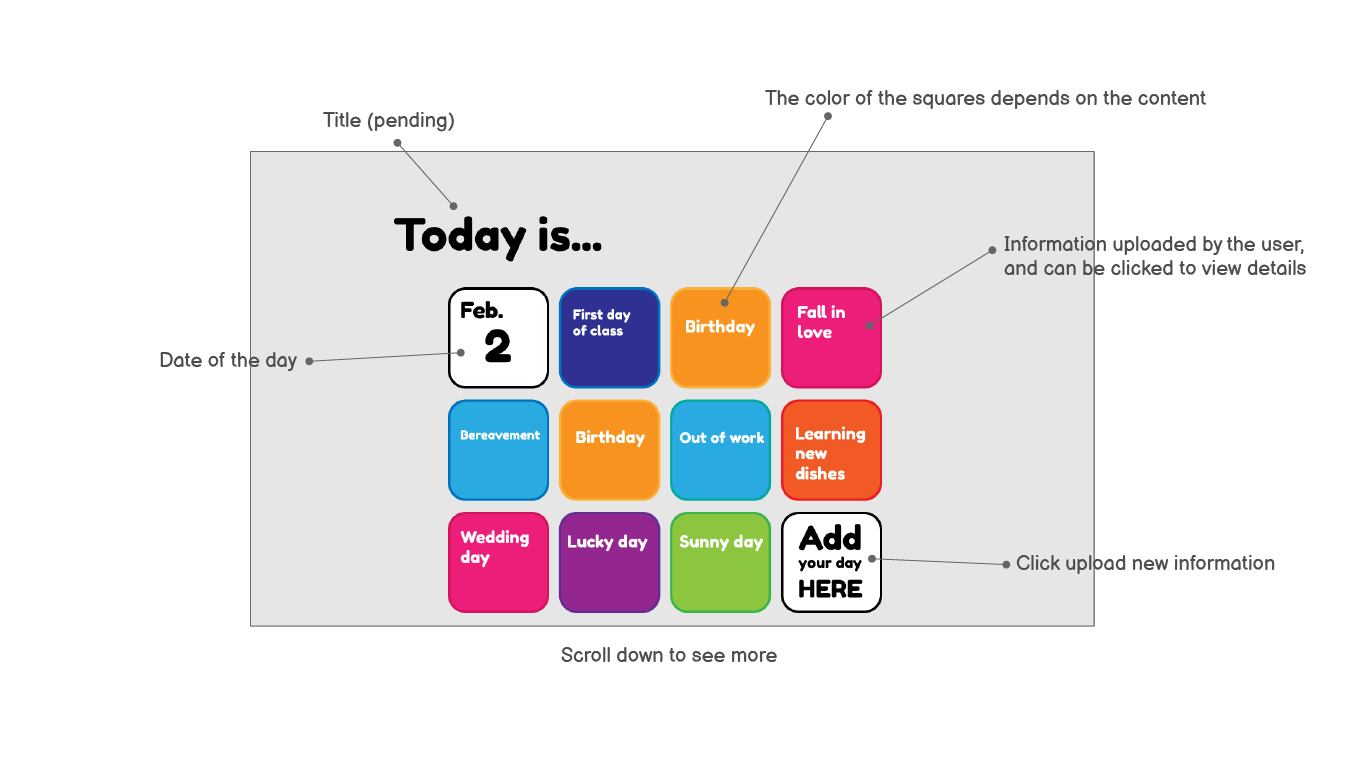 The color of the squares depends on the content
Title (pending)
Today is...
Information uploaded by the user,
and can be clicked to view details
Feb.
2
First day
of class
Birthday
Fall in
love
Date of the day
Bereavement
Birthday
Out of work
Learning
new
dishes
Wedding
day
Lucky day
Sunny day
Add
your day
HERE
Click upload new information
Scroll down to see more